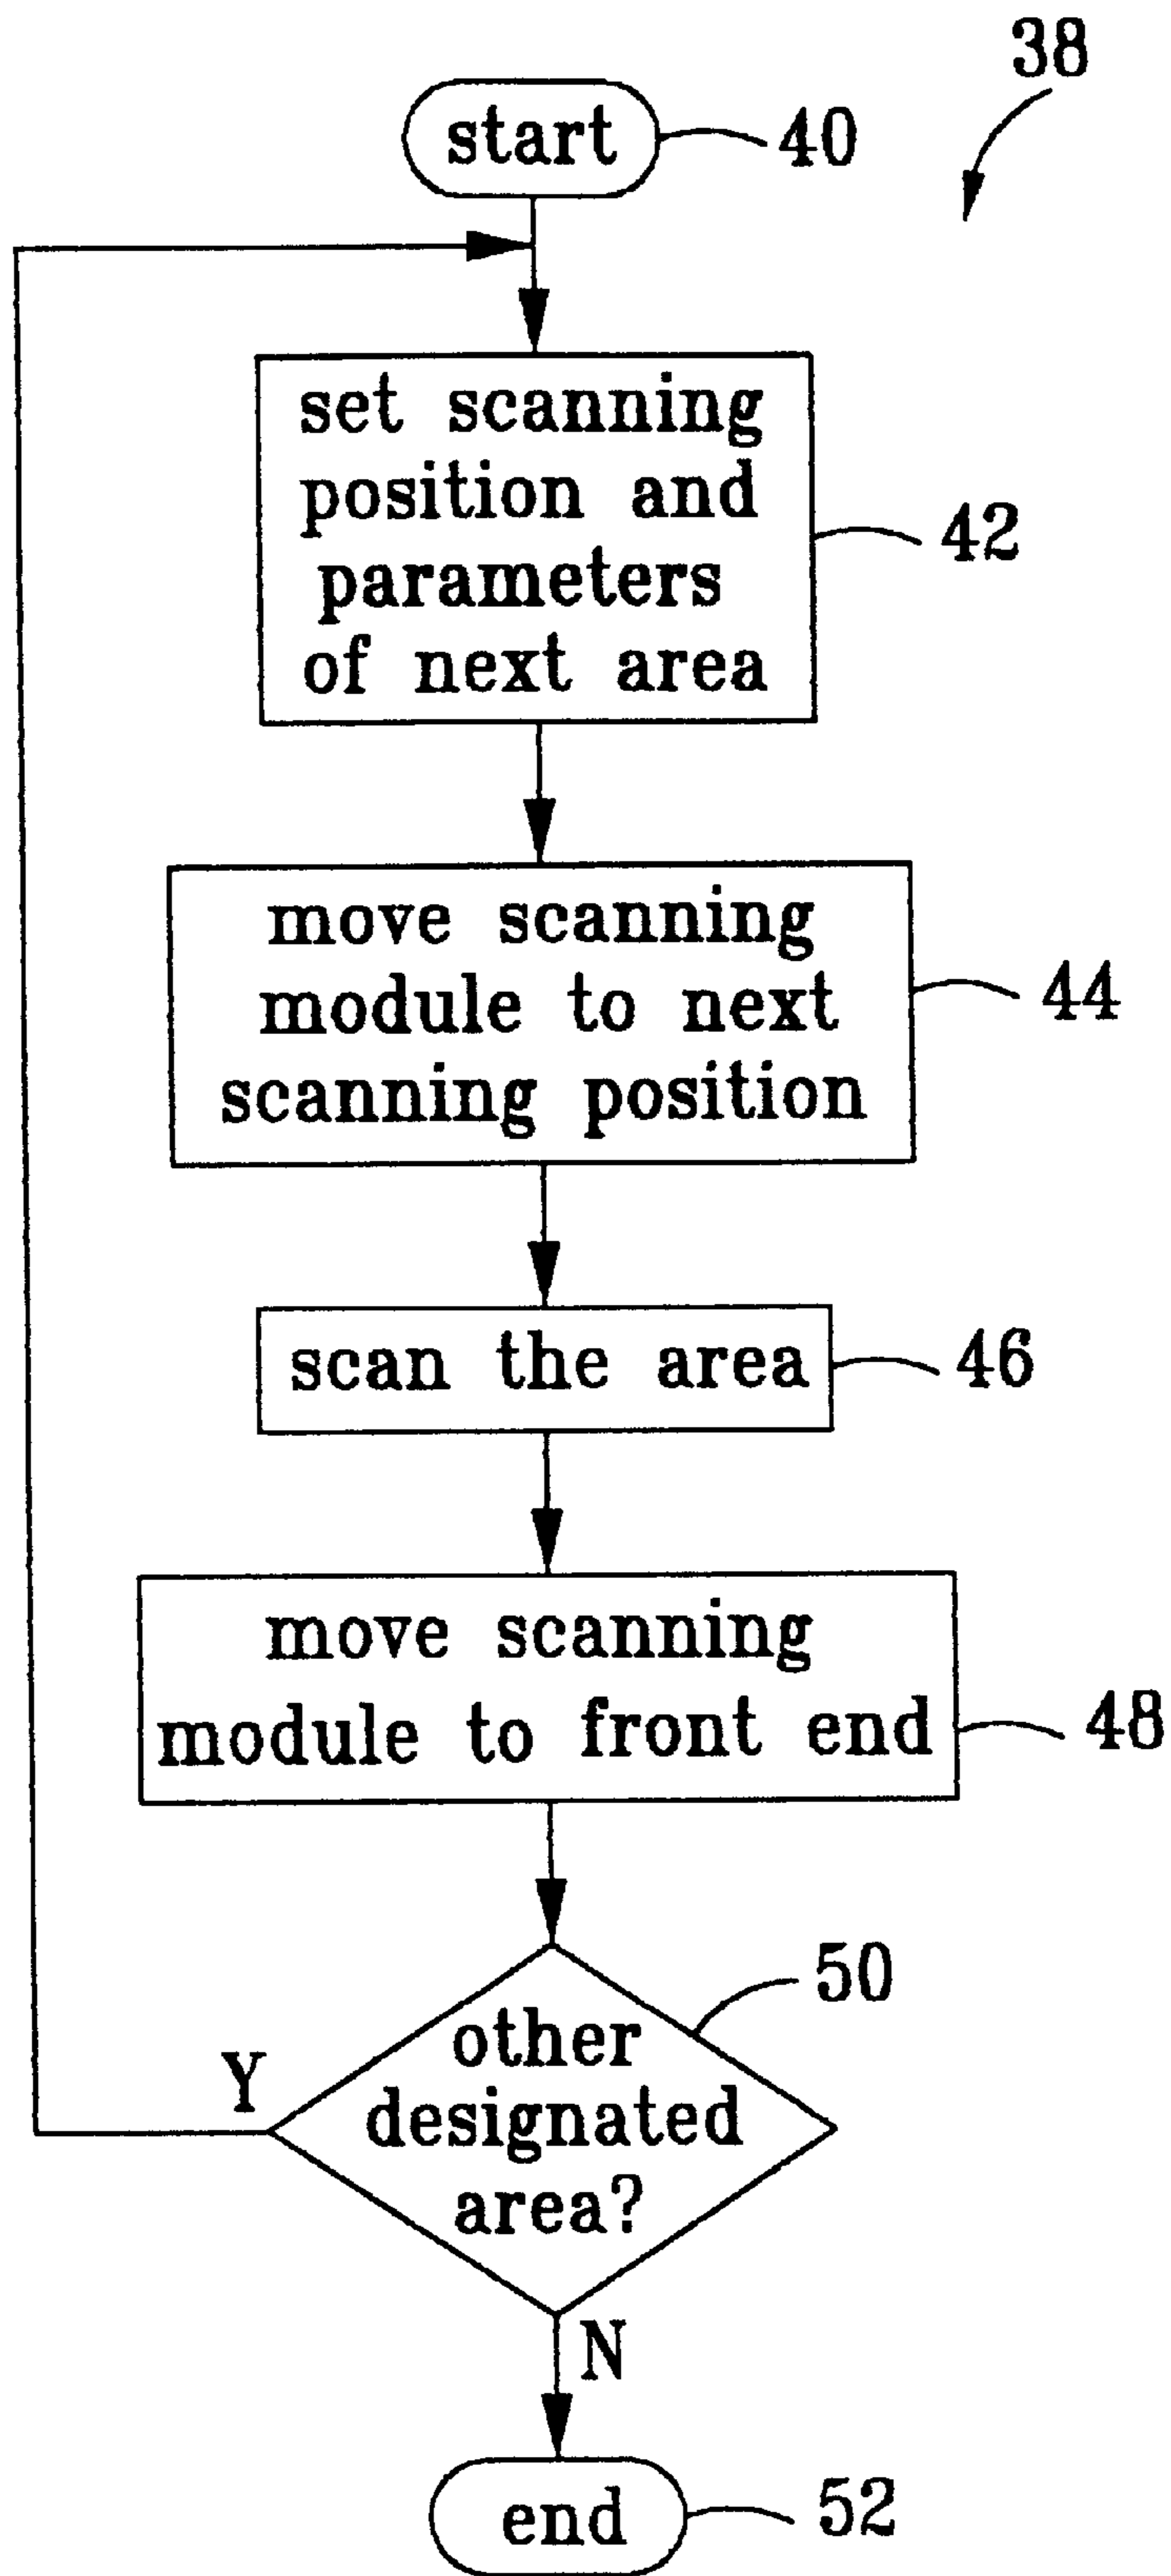 38
start
40
set scanning
position and
parameters
of next area
42
move scanning
module to next
scanning position
44
scan the area
46
move scanning
module to front end
48
50
other
designated
area?
Y
N
end
52